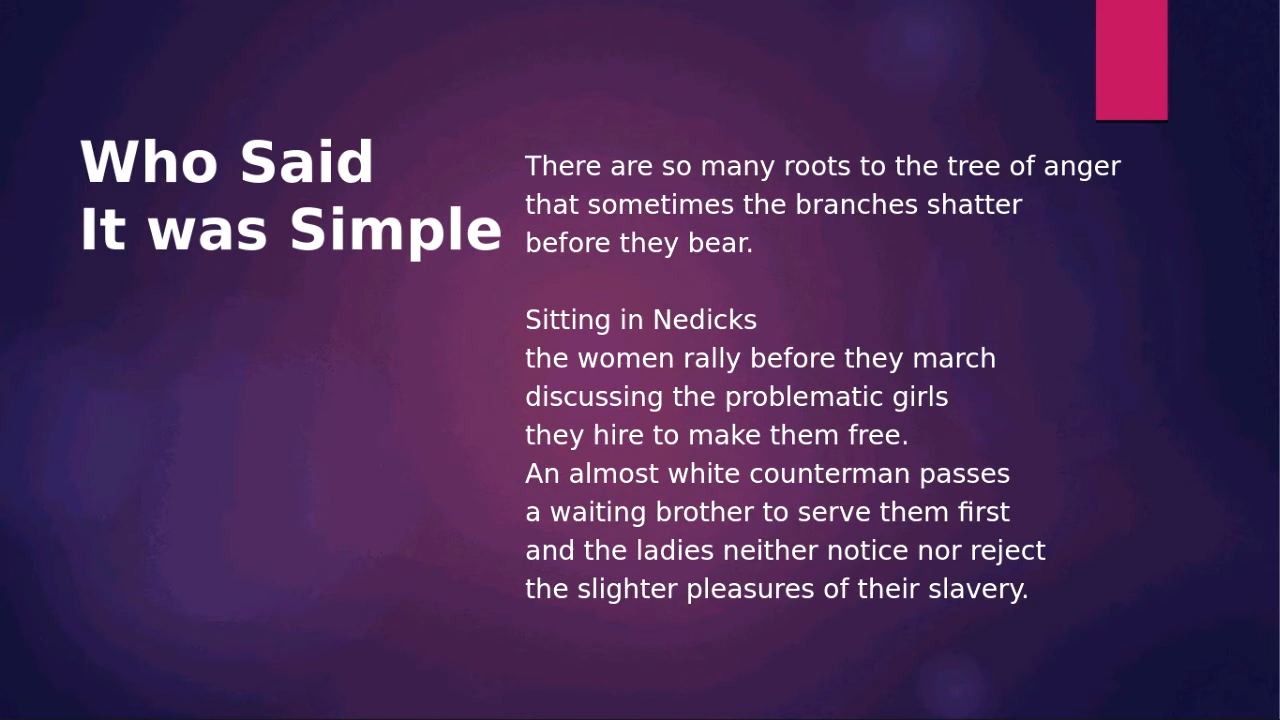 Who Said
It was Simple
There are so many roots to the tree of anger
that sometimes the branches shatter
before they bear.
Sitting in Nedicks
the women rally before they march
discussing the problematic girls
they hire to make them free.
An almost white counterman passes
a waiting brother to serve them first
and the ladies neither notice nor reject
the slighter pleasures of their slavery.